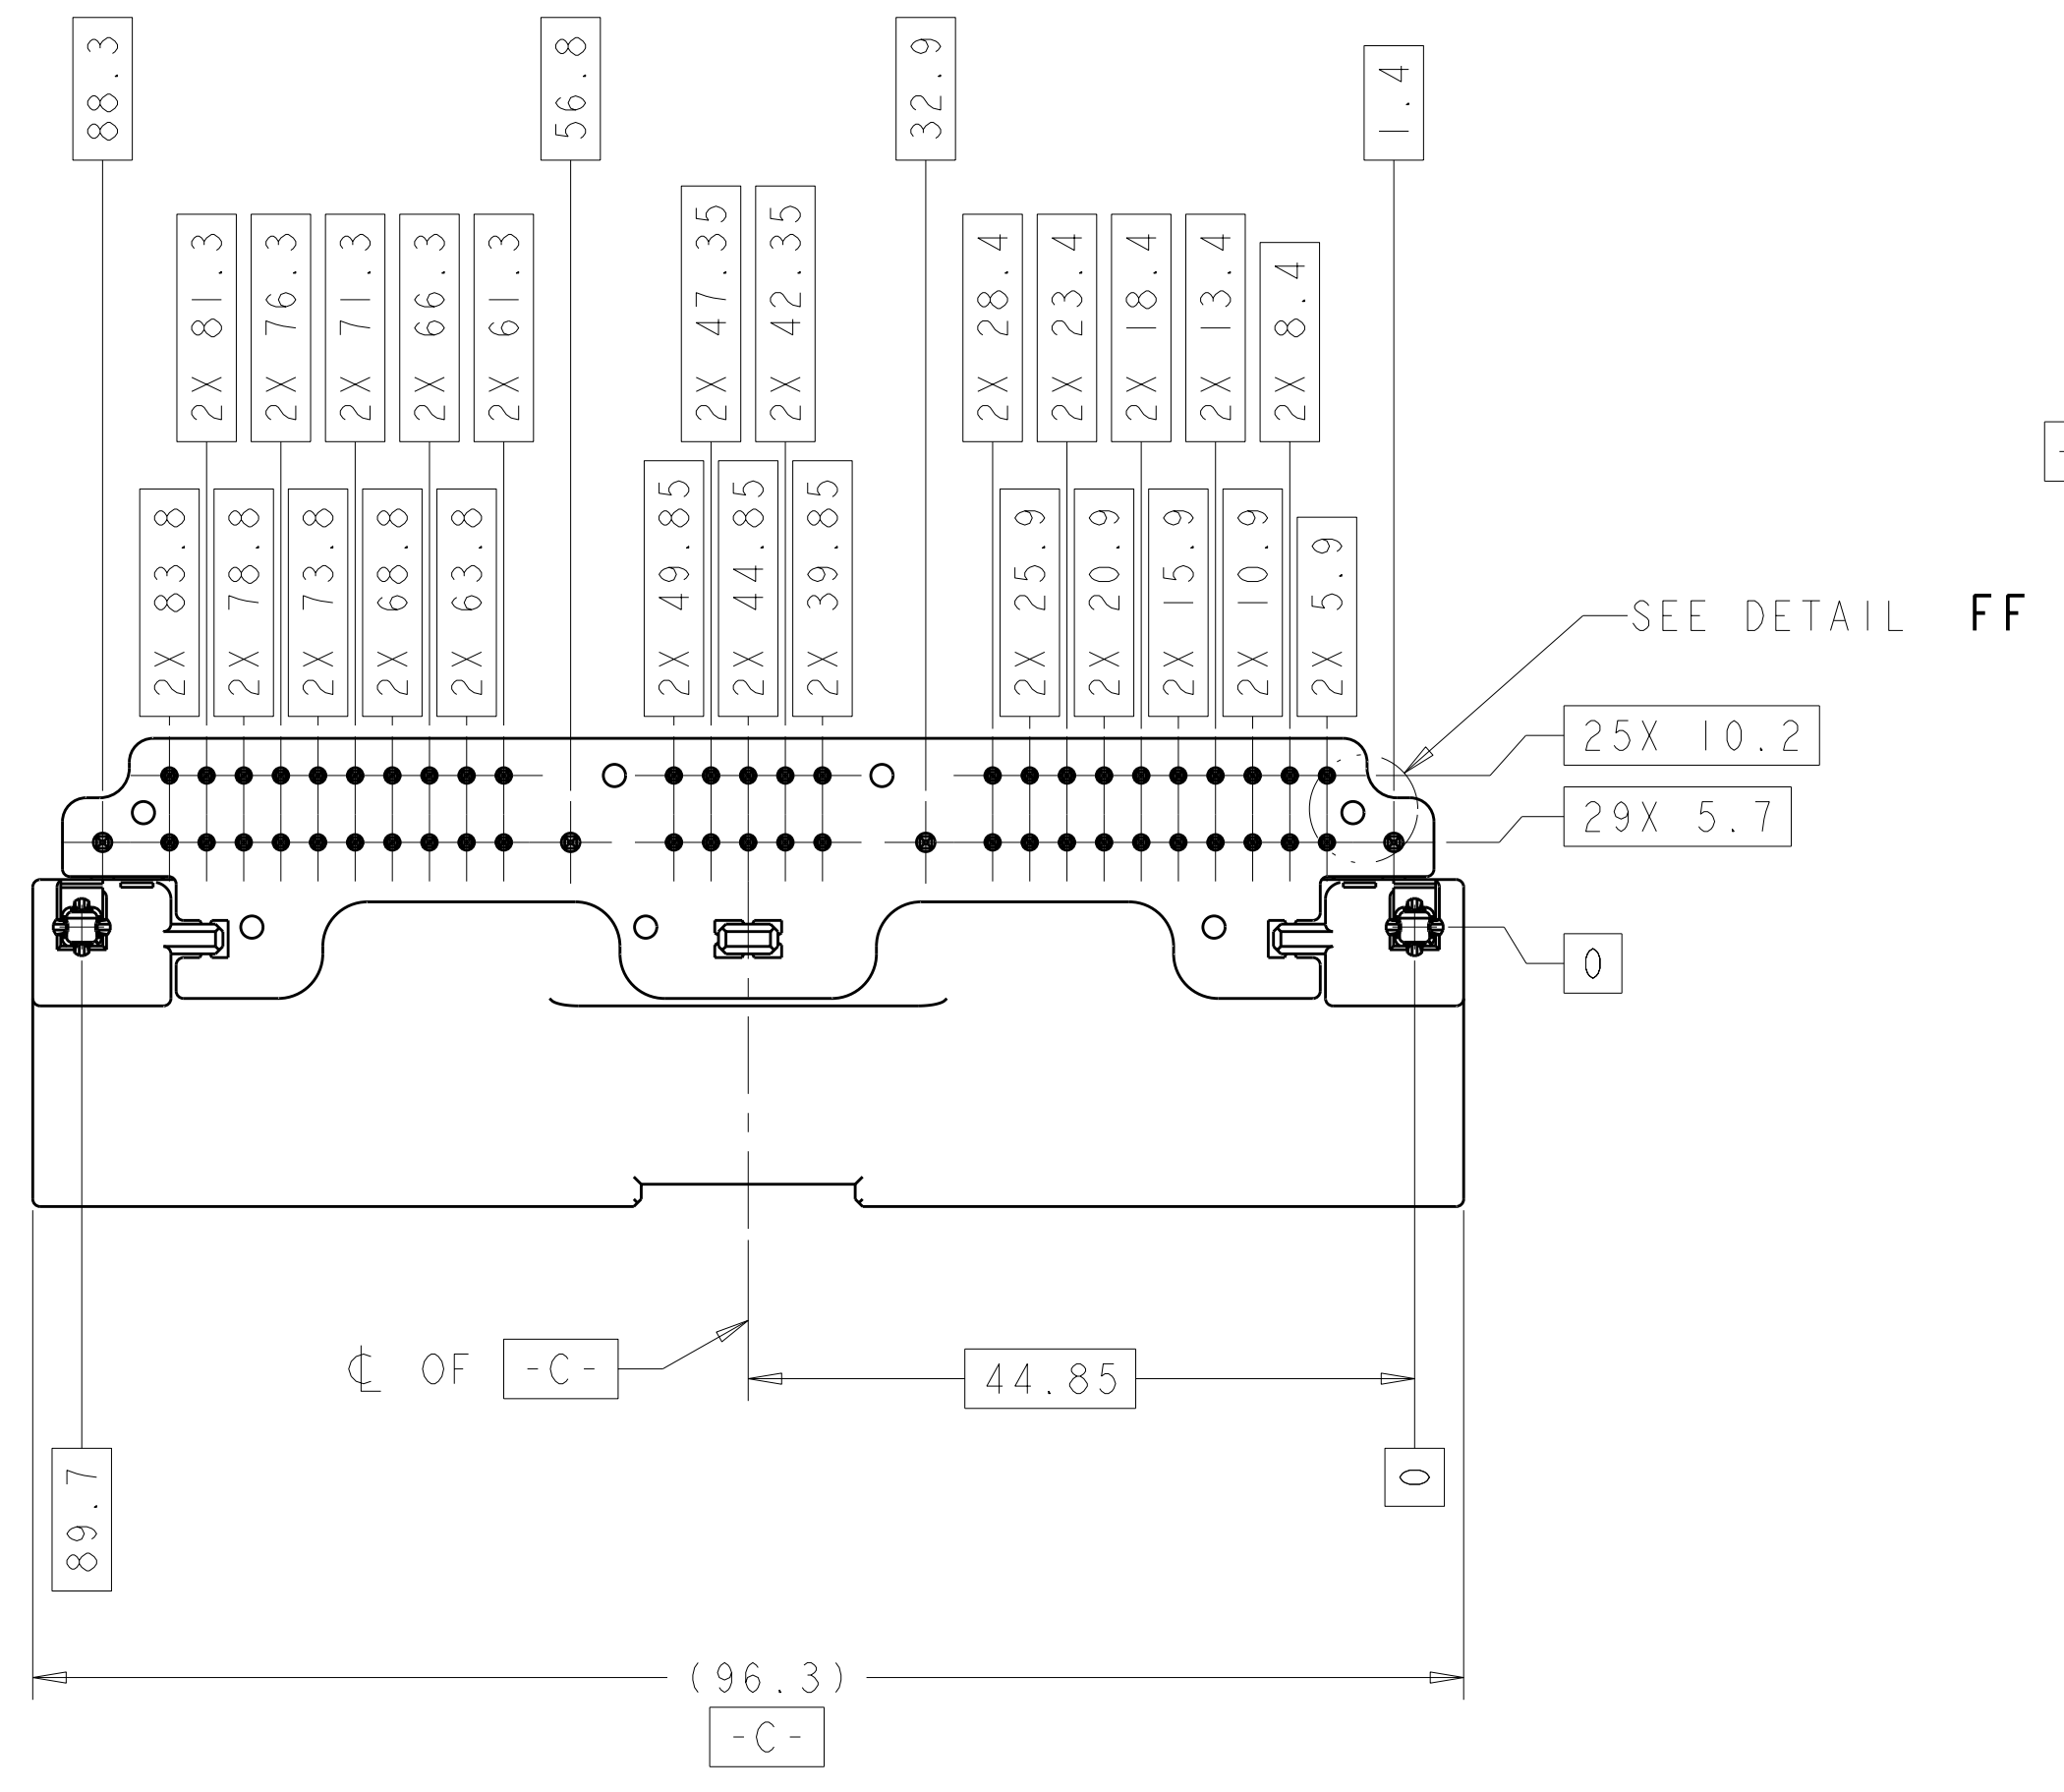 88.3
56.8
32.9
1.4
2X 81.3
2X 76.3
2X 71.3
2X 66.3
2X 61.3
2X 47.35
2X 42.35
2X 28.4
2X 23.4
2X 18.4
2X 13.4
2X 8.4
2X 83.8
2X 78.8
2X 73.8
2X 68.8
2X 63.8
2X 49.85
2X 44.85
2X 39.85
2X 25.9
2X 20.9
2X 15.9
2X 10.9
2X 5.9
SEE DETAIL FF
25X 10.2
29X 5.7
0
℄ OF -C-
44.85
89.7
0
(96.3)
-C-